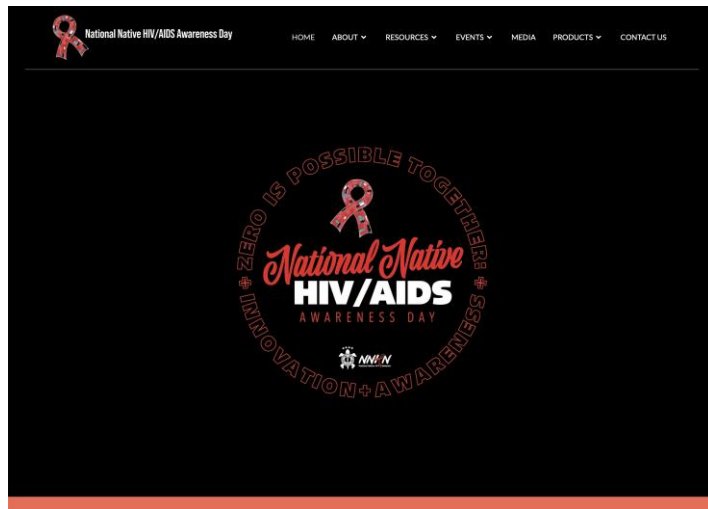 National Native HIV/AIDS Awareness Day
HOME ABOUT RESOURCES EVENTS MEDIA PRODUCTS CONTACT US
ZERO IS POSSIBLE TOGETHER:
National Native
HIV/AIDS
AWARENESS DAY
NNHN
INNOVATION+AWARENESS